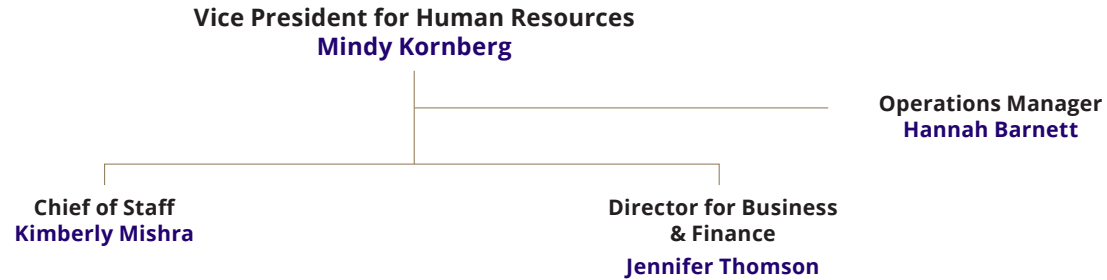 Vice President for Human Resources
Mindy Kornberg
Operations Manager
Hannah Barnett
Chief of Staff
Kimberly Mishra
Director for Business
& Finance
Jennifer Thomson